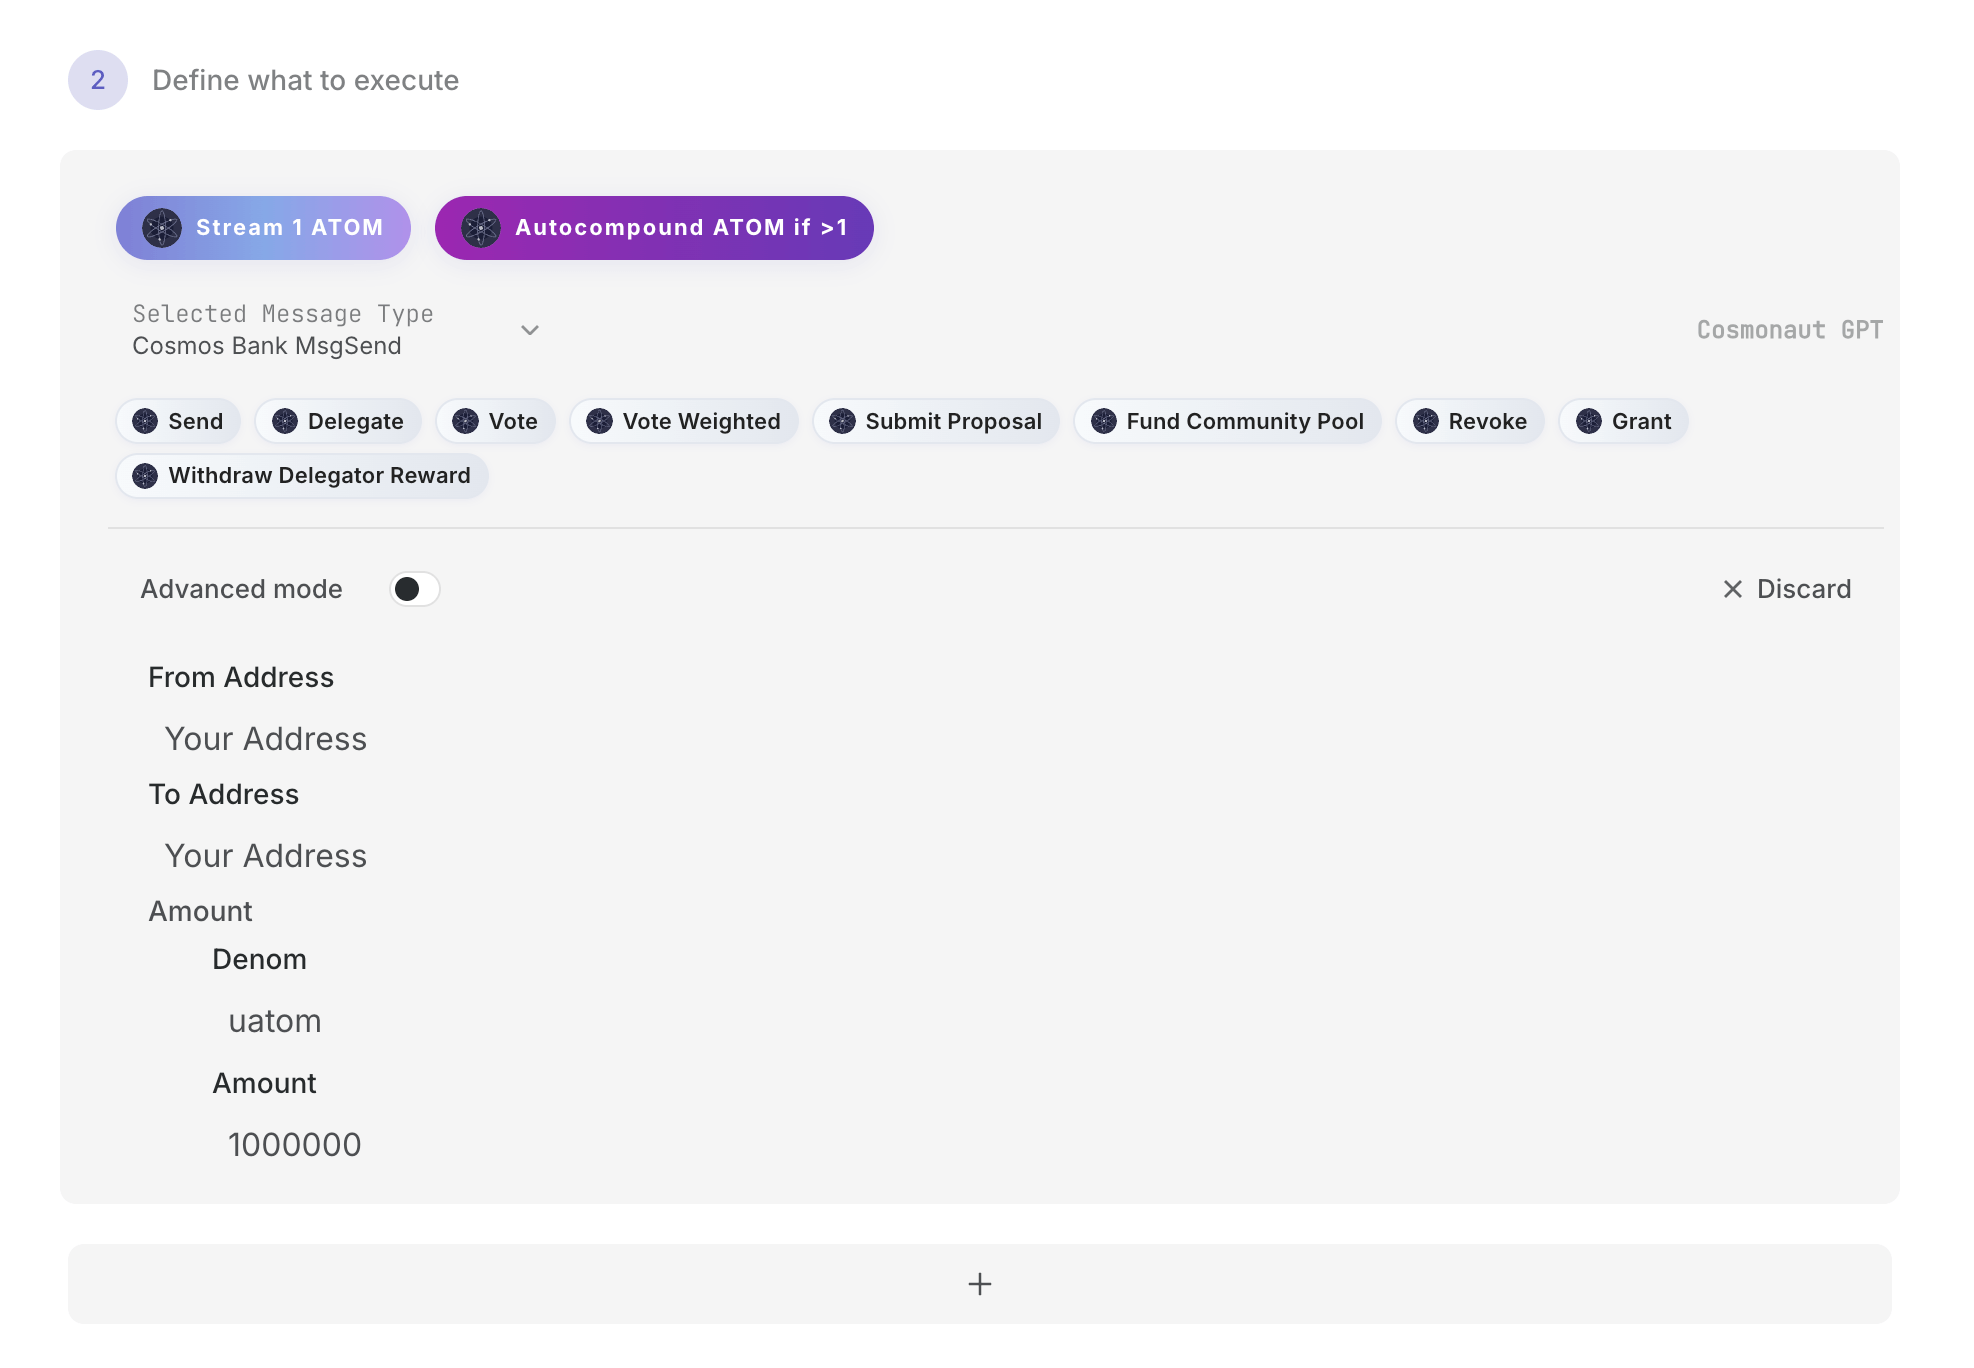 2 Define what to execute
Stream 1 ATOM Autocompound ATOM if >1
Selected Message Type
Cosmos Bank MsgSend
Cosmonaut GPT
Send Delegate Vote Vote Weighted Submit Proposal Fund Community Pool Revoke Grant
Withdraw Delegator Reward
Advanced mode Discard
From Address
Your Address
To Address
Your Address
Amount
Denom
uatom
Amount
1000000